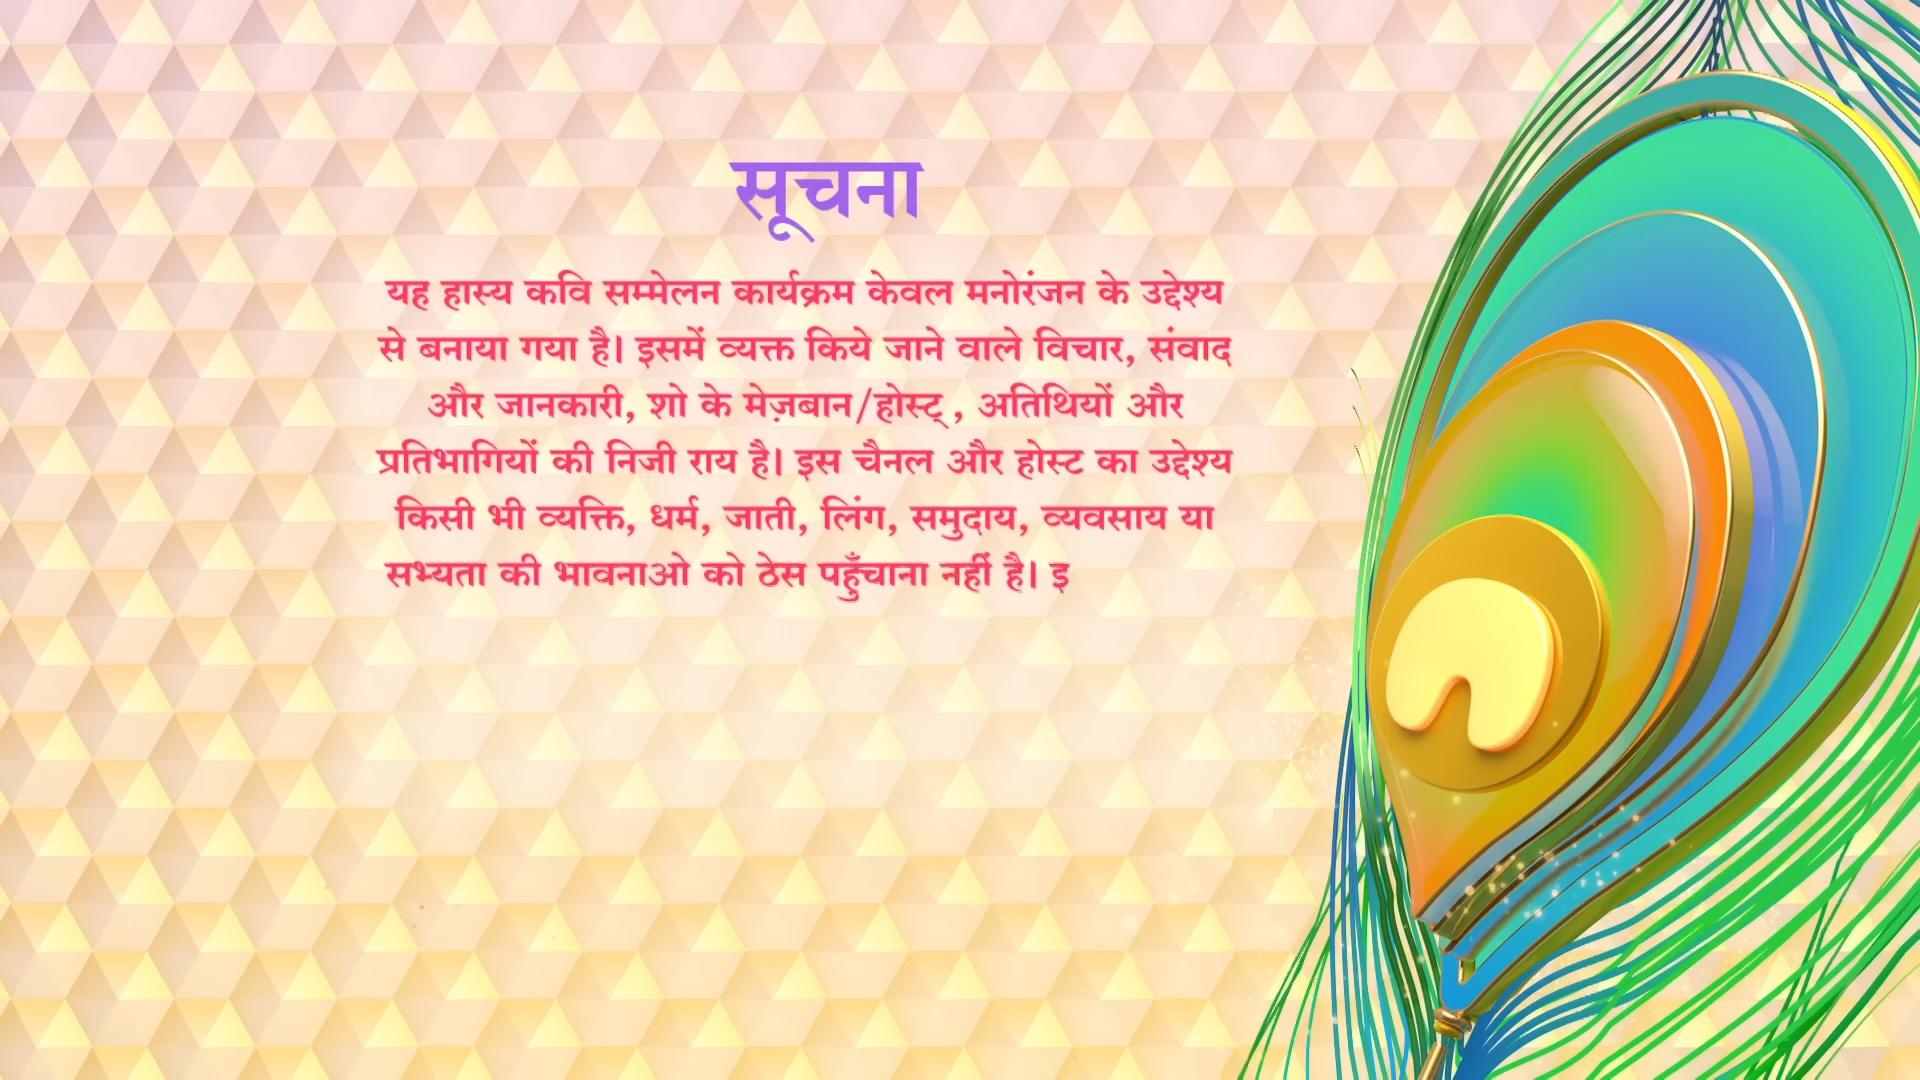 सूचना
यह हास्य कवि सम्मेलन कार्यक्रम केवल मनोरंजन के उद्देश्य
से बनाया गया है। इसमें व्यक्त किये जाने वाले विचार, संवाद
और जानकारी, शो के मेज़बान/होस्ट् , अतिथियों और
प्रतिभागियों की निजी राय है। इस चैनल और होस्ट का उद्देश्य
किसी भी व्यक्ति, धर्म, जाती, लिंग, समुदाय, व्यवसाय या
सभ्यता की भावनाओ को ठेस पहुँचाना नहीं है। इ